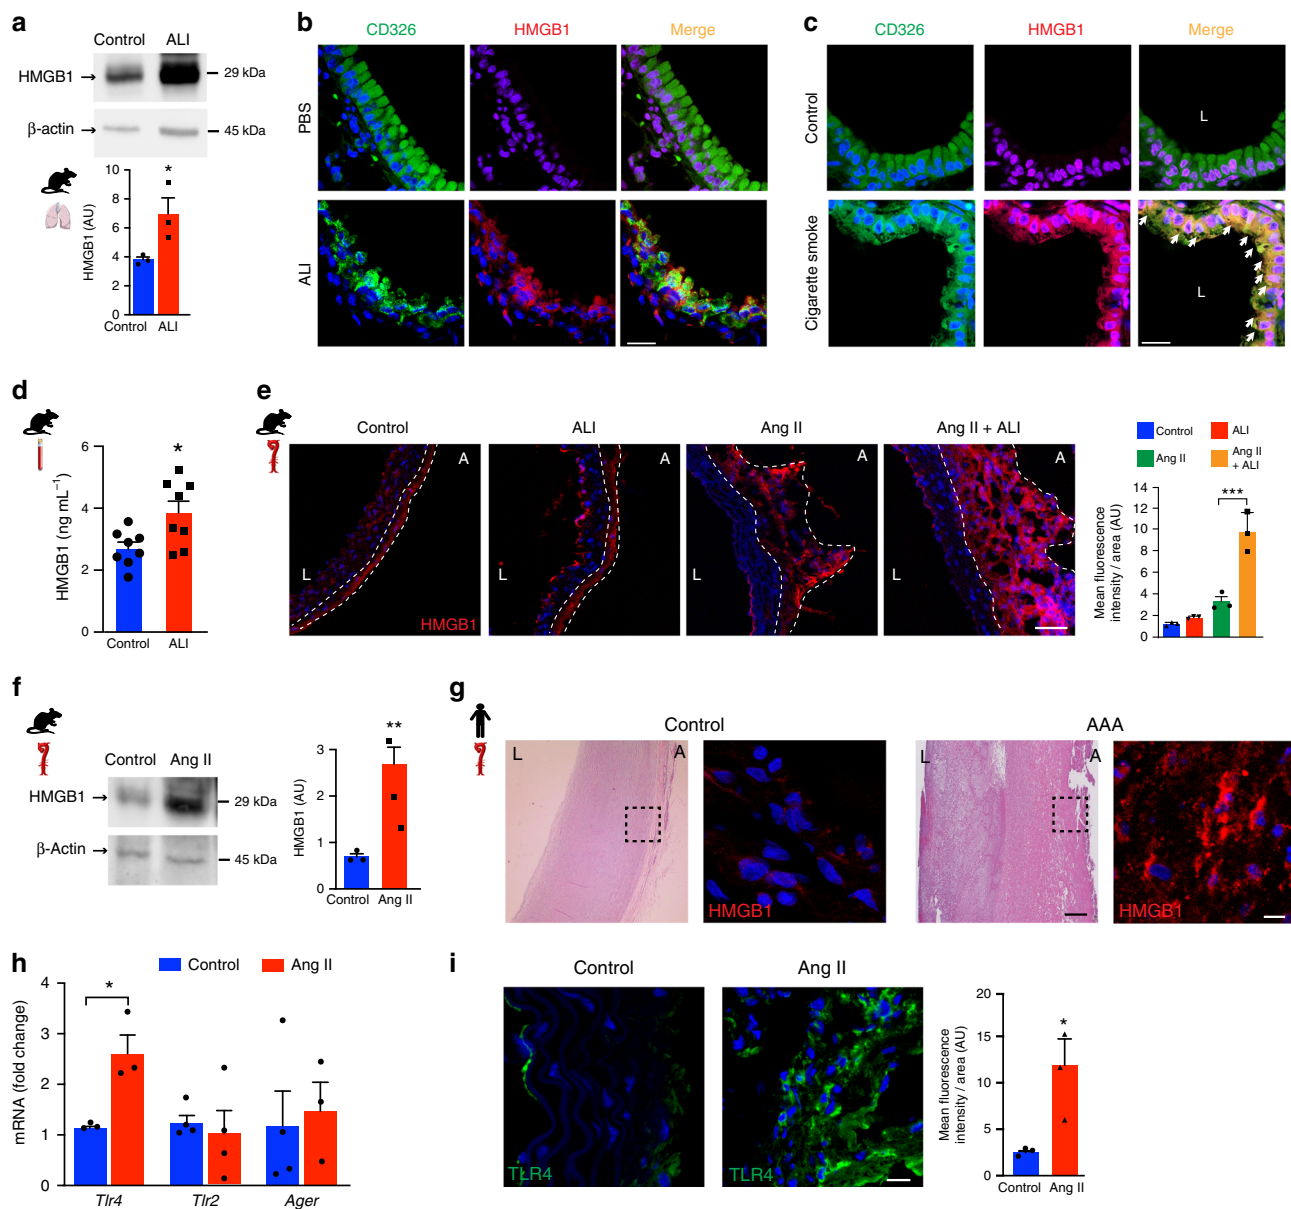 a
Control ALI
HMGB1 → 29 kDa
β-actin → 45 kDa
HMGB1 (AU)
10
8
6
4
2
0
*
Control ALI
b
CD326 HMGB1 Merge
PBS
ALI
c
CD326 HMGB1 Merge
Control
L
Cigarette smoke
L
d
HMGB1 (ng mL⁻¹)
6
4
2
0
*
Control ALI
e
Control ALI Ang II Ang II + ALI
A A A A
L L L L
HMGB1
Control ALI
Ang II Ang II + ALI
Mean fluorescence
intensity / area (AU)
14
12
10
8
6
4
2
0
***
f
Control Ang II
HMGB1 → 29 kDa
β-Actin → 45 kDa
HMGB1 (AU)
3
2
1
0
**
Control Ang II
g
Control AAA
L A L A
HMGB1 HMGB1
h
Control Ang II
mRNA (fold change)
4
3
2
1
0
*
Tlr4 Tlr2 Ager
i
Control Ang II
TLR4 TLR4
Mean fluorescence
intensity / area (AU)
20
15
10
5
0
*
Control Ang II